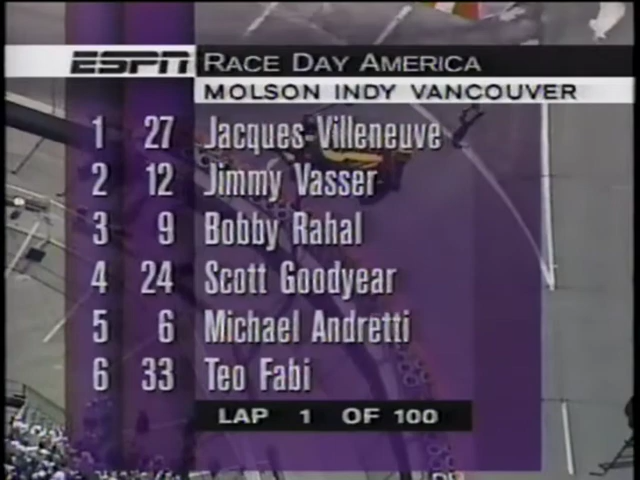 ESPN RACE DAY AMERICA
MOLSON INDY VANCOUVER
1 27 Jacques Villeneuve
2 12 Jimmy Vasser
3 9 Bobby Rahal
4 24 Scott Goodyear
5 6 Michael Andretti
6 33 Teo Fabi
LAP 1 OF 100